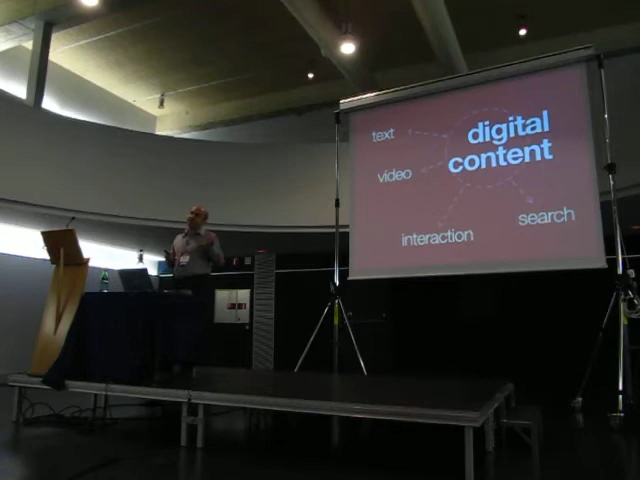 text
digital
content
video
search
interaction